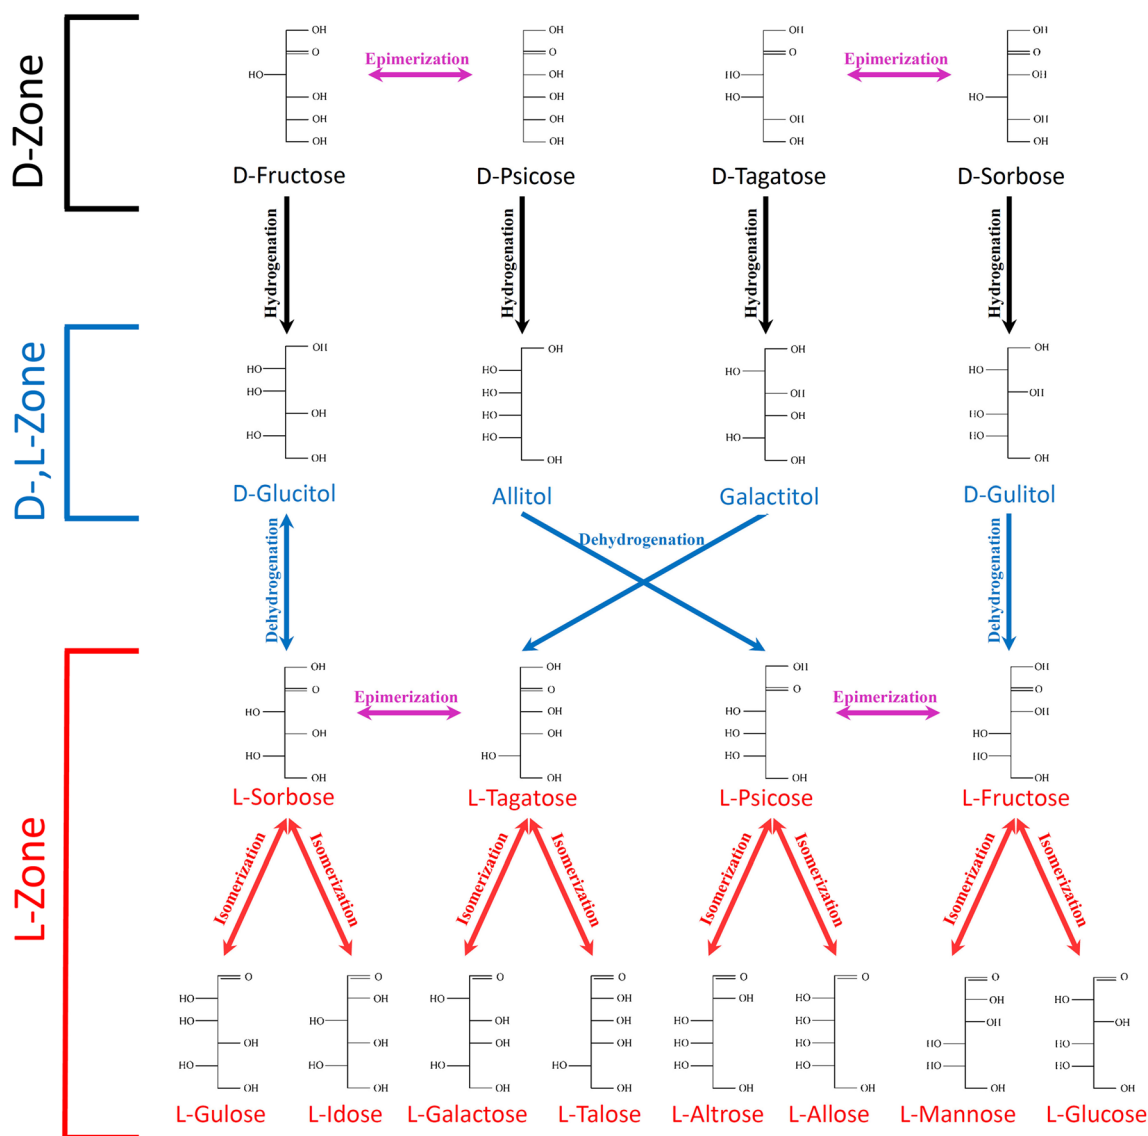 D-Zone
OH OH OH OH
O O O O
Epimerization Epimerization
HO OH HO OH
OH OH HO HO
OH OH OH OH
OH OH OH OH
D-Fructose D-Psicose D-Tagatose D-Sorbose
Hydrogenation Hydrogenation Hydrogenation Hydrogenation
D-,L-Zone
OH OH OH OH
HO HO HO HO
HO HO OH OH
OH HO OH HO
HO HO HO HO
OH OH OH OH
D-Glucitol Allitol Galactitol D-Gulitol
Dehydrogenation Dehydrogenation Dehydrogenation
L-Zone
OH OH OH OH
O O O O
Epimerization Epimerization
HO OH HO OH
OH OH HO HO
HO HO HO HO
OH OH OH OH
L-Sorbose L-Tagatose L-Psicose L-Fructose
Isomerization Isomerization Isomerization Isomerization Isomerization Isomerization Isomerization Isomerization
O O O O O O O O
HO OH HO OH OH HO OH HO
HO HO OH OH HO HO OH OH
OH OH OH OH HO HO HO HO
HO HO HO HO HO HO HO HO
OH OH OH OH OH OH OH OH
L-Gulose L-Idose L-Galactose L-Talose L-Altrose L-Allose L-Mannose L-Glucose